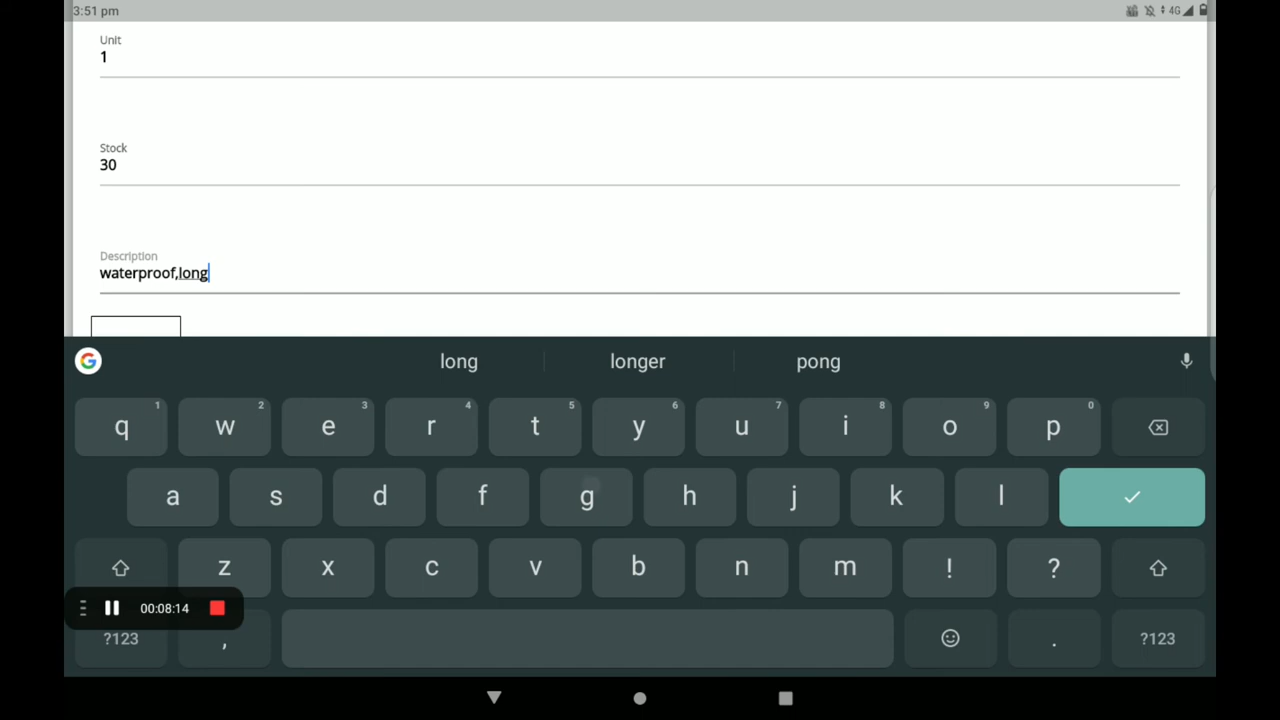 3:51 pm
4G
Unit
1
Stock
30
Description
waterproof,long
G
long longer pong
q 1 w 2 e 3 r 4 t 5 y 6 u 7 i 8 o 9 p 0
a s d f g h j k l
z x c v b n m ! ?
00:08:14
?123 , . ?123